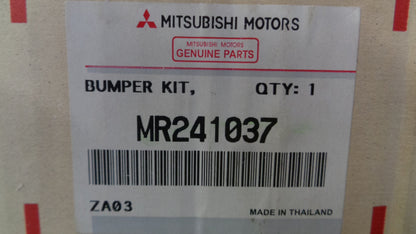 MITSUBISHI MOTORS
MITSUBISHI MOTORS
GENUINE PARTS
BUMPER KIT, QTY: 1
MR241037
ZA03 MADE IN THAILAND